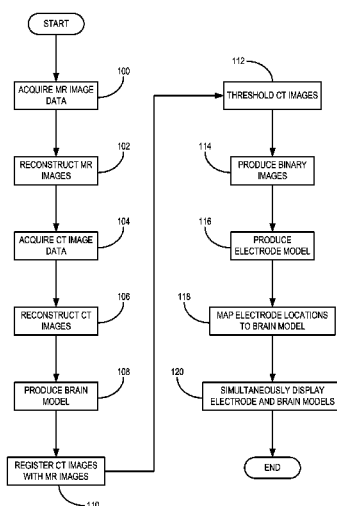 START
ACQUIRE MR IMAGE
DATA
100
RECONSTRUCT MR
IMAGES
102
ACQUIRE CT IMAGE
DATA
104
RECONSTRUCT CT
IMAGES
106
PRODUCE BRAIN
MODEL
108
REGISTER CT IMAGES
WITH MR IMAGES
110
112
THRESHOLD CT IMAGES
114
PRODUCE BINARY
IMAGES
116
PRODUCE
ELECTRODE MODEL
118
MAP ELECTRODE LOCATIONS
TO BRAIN MODEL
120
SIMULTANEOUSLY DISPLAY
ELECTRODE AND BRAIN MODELS
END